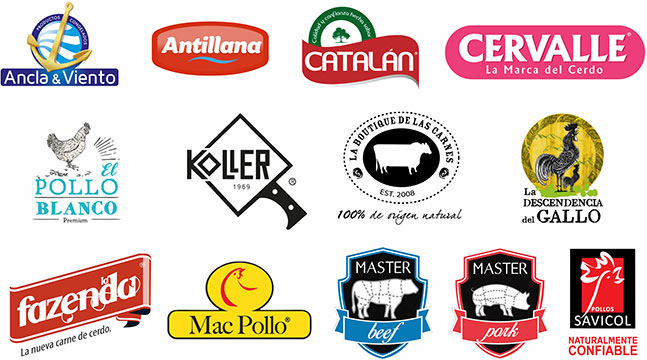 PRODUCTOS CONGELADOS
Ancla & Viento
Antillana
Calidad y confianza hecha sabor
CATALÁN®
CERVALLE®
La Marca del Cerdo
El
POLLO
BLANCO
Premium
KOLLER
1969
®
LA BOUTIQUE DE LAS CARNES
EST. 2008
100% de origen natural
La
DESCENDENCIA
del GALLO
la
fazenda®
La nueva carne de cerdo.
Mac Pollo®
MASTER
beef
MASTER
pork
POLLOS
SAVICOL
NATURALMENTE
CONFIABLE